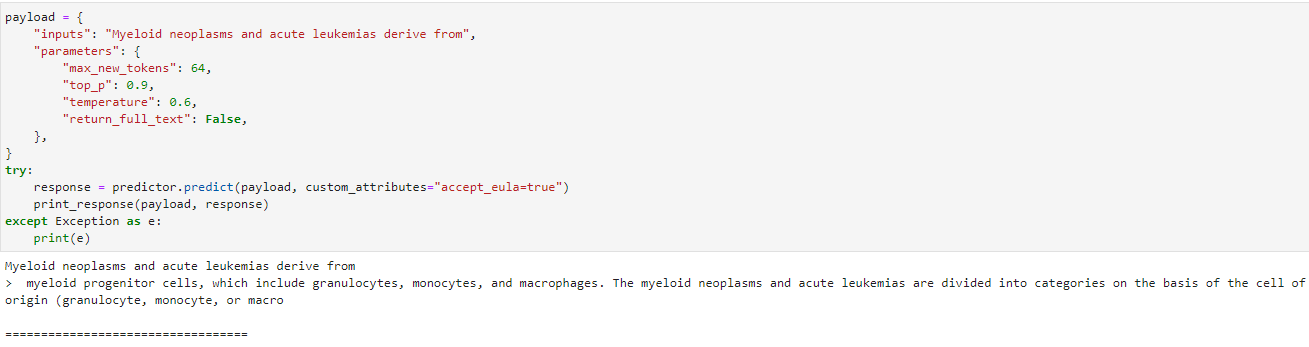 payload = {
    "inputs": "Myeloid neoplasms and acute leukemias derive from",
    "parameters": {
        "max_new_tokens": 64,
        "top_p": 0.9,
        "temperature": 0.6,
        "return_full_text": False,
    },
}
try:
    response = predictor.predict(payload, custom_attributes="accept_eula=true")
    print_response(payload, response)
except Exception as e:
    print(e)
Myeloid neoplasms and acute leukemias derive from
>  myeloid progenitor cells, which include granulocytes, monocytes, and macrophages. The myeloid neoplasms and acute leukemias are divided into categories on the basis of the cell of
origin (granulocyte, monocyte, or macro
==================================